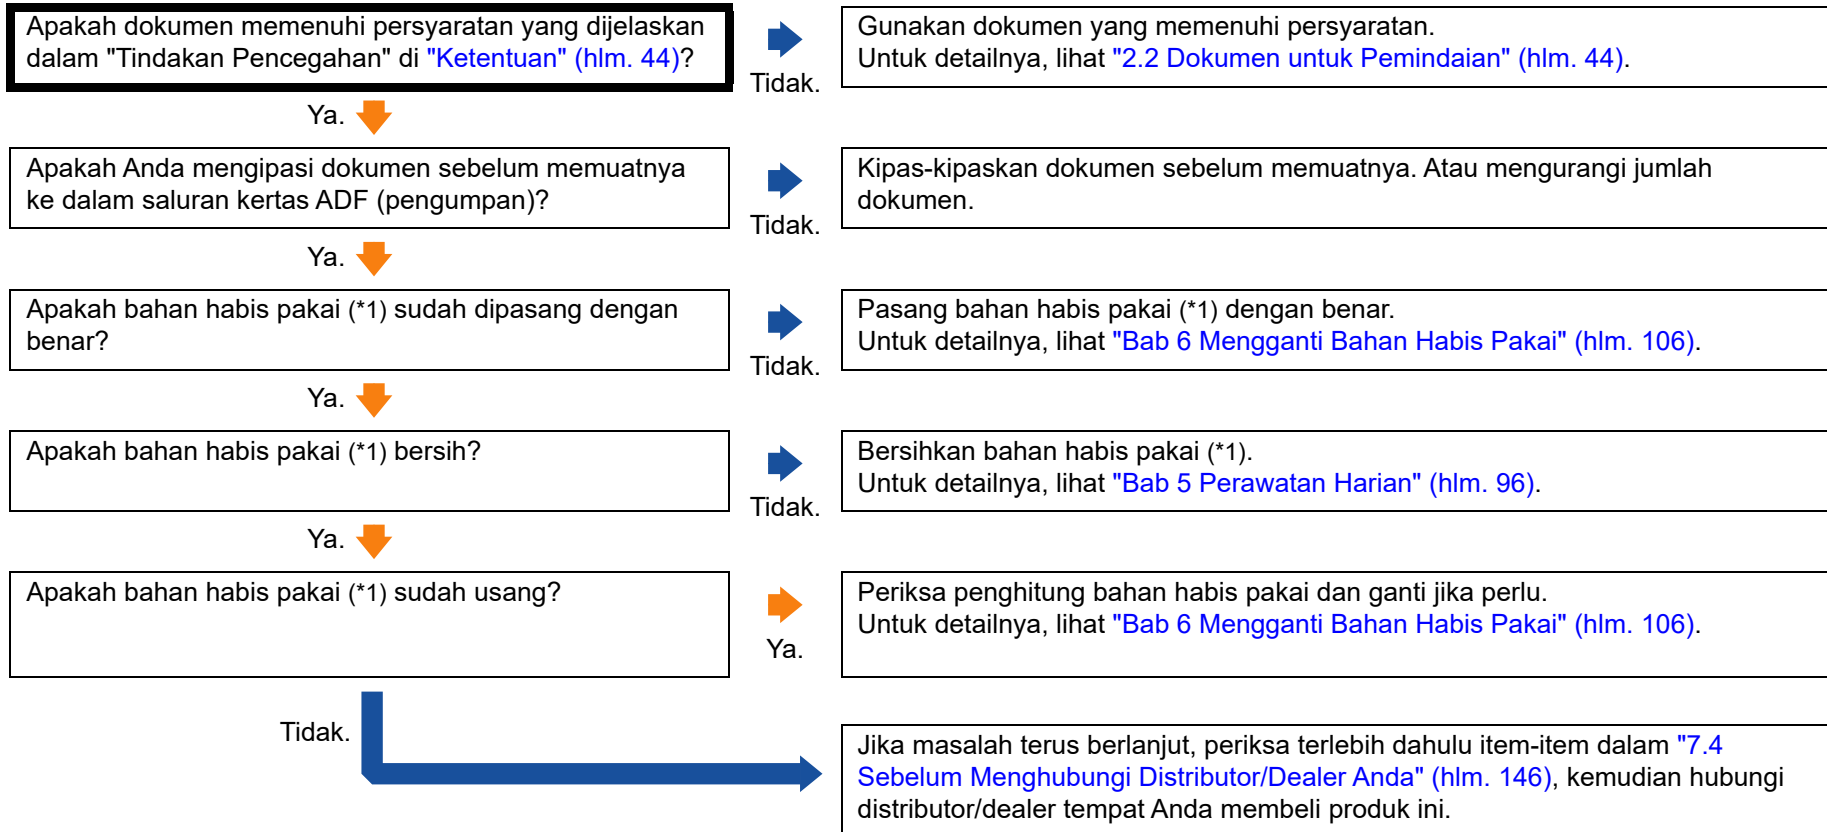 Apakah dokumen memenuhi persyaratan yang dijelaskan
dalam "Tindakan Pencegahan" di "Ketentuan" (hlm. 44)?
Tidak.
Gunakan dokumen yang memenuhi persyaratan.
Untuk detailnya, lihat "2.2 Dokumen untuk Pemindaian" (hlm. 44).
Ya.
Apakah Anda mengipasi dokumen sebelum memuatnya
ke dalam saluran kertas ADF (pengumpan)?
Tidak.
Kipas-kipaskan dokumen sebelum memuatnya. Atau mengurangi jumlah
dokumen.
Ya.
Apakah bahan habis pakai (*1) sudah dipasang dengan
benar?
Tidak.
Pasang bahan habis pakai (*1) dengan benar.
Untuk detailnya, lihat "Bab 6 Mengganti Bahan Habis Pakai" (hlm. 106).
Ya.
Apakah bahan habis pakai (*1) bersih?
Tidak.
Bersihkan bahan habis pakai (*1).
Untuk detailnya, lihat "Bab 5 Perawatan Harian" (hlm. 96).
Ya.
Apakah bahan habis pakai (*1) sudah usang?
Ya.
Periksa penghitung bahan habis pakai dan ganti jika perlu.
Untuk detailnya, lihat "Bab 6 Mengganti Bahan Habis Pakai" (hlm. 106).
Tidak.
Jika masalah terus berlanjut, periksa terlebih dahulu item-item dalam "7.4
Sebelum Menghubungi Distributor/Dealer Anda" (hlm. 146), kemudian hubungi
distributor/dealer tempat Anda membeli produk ini.